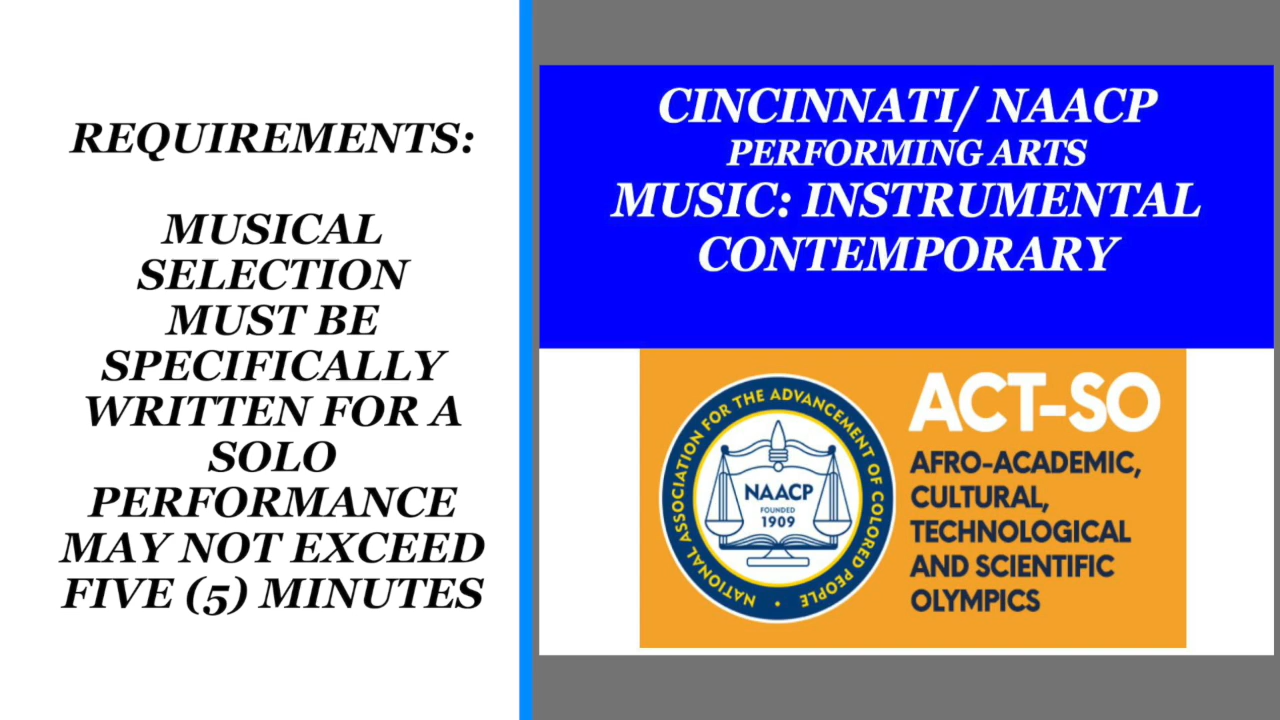 REQUIREMENTS:
MUSICAL
SELECTION
MUST BE
SPECIFICALLY
WRITTEN FOR A
SOLO
PERFORMANCE
MAY NOT EXCEED
FIVE (5) MINUTES
CINCINNATI/ NAACP
PERFORMING ARTS
MUSIC: INSTRUMENTAL
CONTEMPORARY
NATIONAL ASSOCIATION FOR THE ADVANCEMENT OF COLORED PEOPLE
NAACP
FOUNDED
1909
ACT-SO
AFRO-ACADEMIC,
CULTURAL,
TECHNOLOGICAL
AND SCIENTIFIC
OLYMPICS